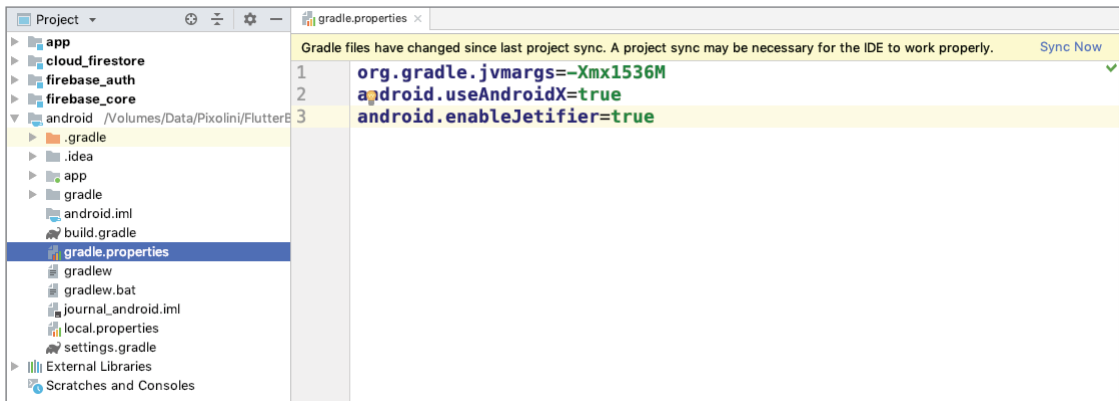 Project
gradle.properties
app
cloud_firestore
firebase_auth
firebase_core
android /Volumes/Data/Pixolini/FlutterE
.gradle
.idea
app
gradle
android.iml
build.gradle
gradle.properties
gradlew
gradlew.bat
journal_android.iml
local.properties
settings.gradle
External Libraries
Scratches and Consoles
Gradle files have changed since last project sync. A project sync may be necessary for the IDE to work properly. Sync Now
1 org.gradle.jvmargs=-Xmx1536M
2 android.useAndroidX=true
3 android.enableJetifier=true